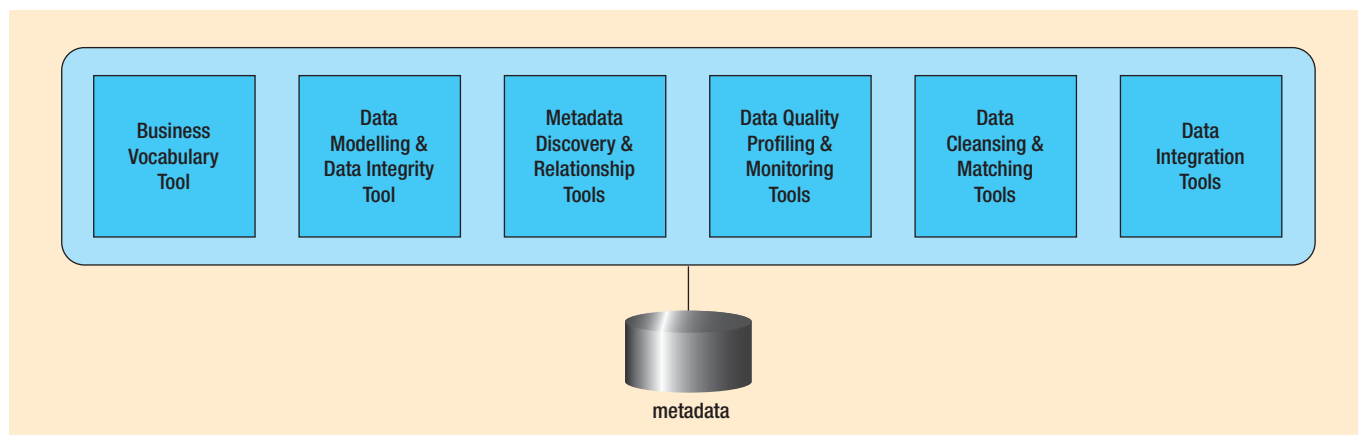 Business
Vocabulary
Tool
Data
Modelling &
Data Integrity
Tool
Metadata
Discovery &
Relationship
Tools
Data Quality
Profiling &
Monitoring
Tools
Data
Cleansing &
Matching
Tools
Data
Integration
Tools
metadata